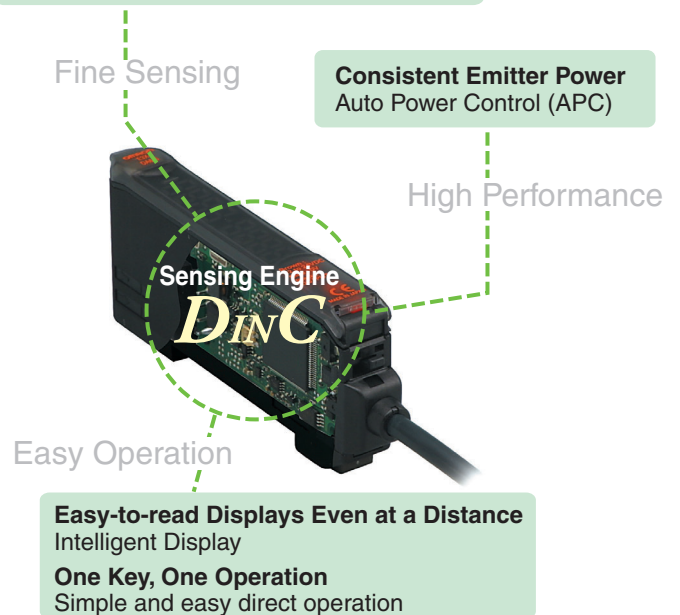 Fine Sensing
Consistent Emitter Power
Auto Power Control (APC)
High Performance
Sensing Engine
DINC
Easy Operation
Easy-to-read Displays Even at a Distance
Intelligent Display
One Key, One Operation
Simple and easy direct operation